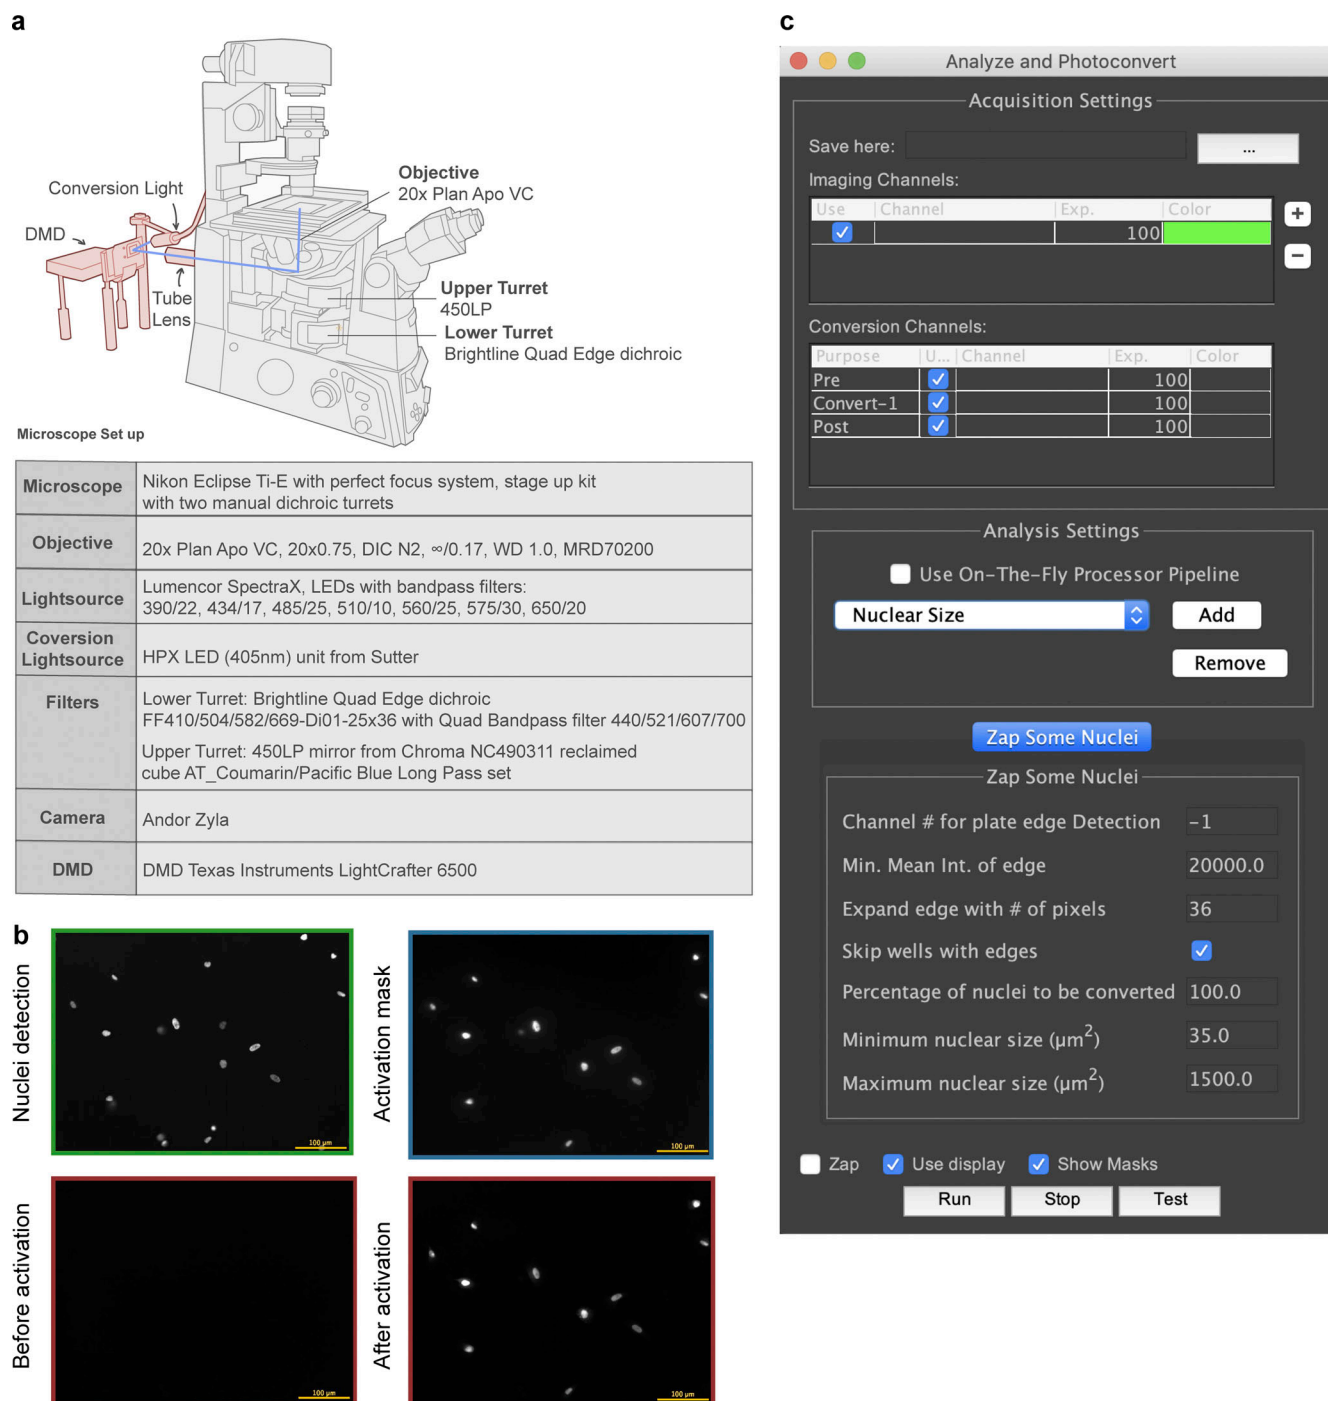 a
Conversion Light
DMD
Tube
Lens
Objective
20x Plan Apo VC
Upper Turret
450LP
Lower Turret
Brightline Quad Edge dichroic
Microscope Set up
Microscope
Nikon Eclipse Ti-E with perfect focus system, stage up kit
with two manual dichroic turrets
Objective
20x Plan Apo VC, 20x0.75, DIC N2, ∞/0.17, WD 1.0, MRD70200
Lightsource
Lumencor SpectraX, LEDs with bandpass filters:
390/22, 434/17, 485/25, 510/10, 560/25, 575/30, 650/20
Coversion
Lightsource
HPX LED (405nm) unit from Sutter
Filters
Lower Turret: Brightline Quad Edge dichroic
FF410/504/582/669-Di01-25x36 with Quad Bandpass filter 440/521/607/700
Upper Turret: 450LP mirror from Chroma NC490311 reclaimed
cube AT_Coumarin/Pacific Blue Long Pass set
Camera
Andor Zyla
DMD
DMD Texas Instruments LightCrafter 6500
b
Nuclei detection
100 µm
Activation mask
100 µm
Before activation
100 µm
After activation
100 µm
c
Analyze and Photoconvert
Acquisition Settings
Save here:
...
Imaging Channels:
Use Channel Exp. Color
100
+
−
Conversion Channels:
Purpose U... Channel Exp. Color
Pre 100
Convert-1 100
Post 100
Analysis Settings
Use On-The-Fly Processor Pipeline
Nuclear Size
Add
Remove
Zap Some Nuclei
Zap Some Nuclei
Channel # for plate edge Detection -1
Min. Mean Int. of edge 20000.0
Expand edge with # of pixels 36
Skip wells with edges
Percentage of nuclei to be converted 100.0
Minimum nuclear size (µm²) 35.0
Maximum nuclear size (µm²) 1500.0
Zap Use display Show Masks
Run Stop Test